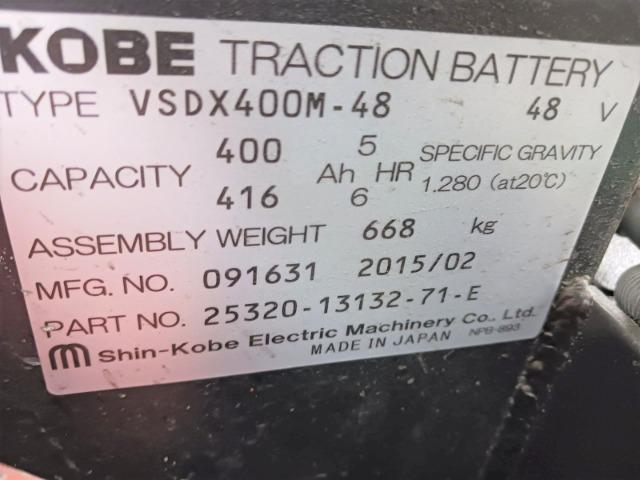 KOBE TRACTION BATTERY
TYPE VSDX400M-48 48 V
CAPACITY 400 Ah 5 HR SPECIFIC GRAVITY
416 6 1.280 (at20℃)
ASSEMBLY WEIGHT 668 kg
MFG. NO. 091631 2015/02
PART NO. 25320-13132-71-E
Shin-Kobe Electric Machinery Co., Ltd.
MADE IN JAPAN NPB-893